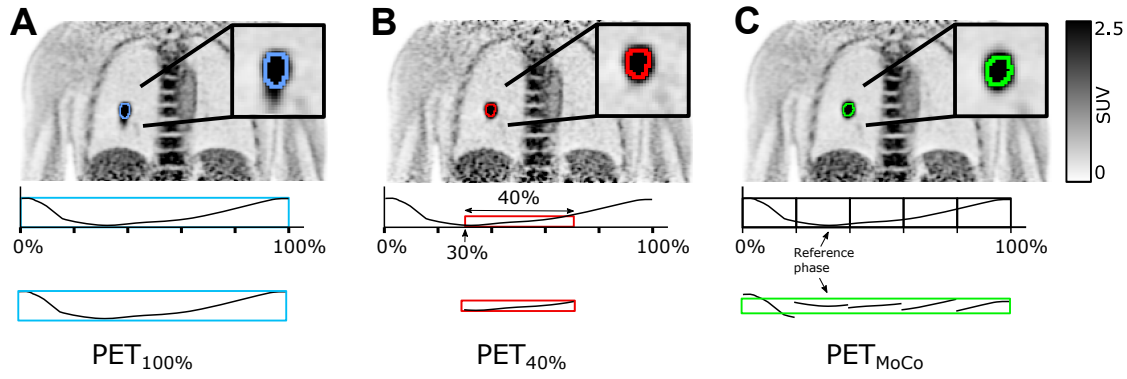 A
B
C
2.5
SUV
0
40%
0%
100%
0%
30%
100%
0%
100%
Reference
phase
PET100%
PET40%
PETMoCo